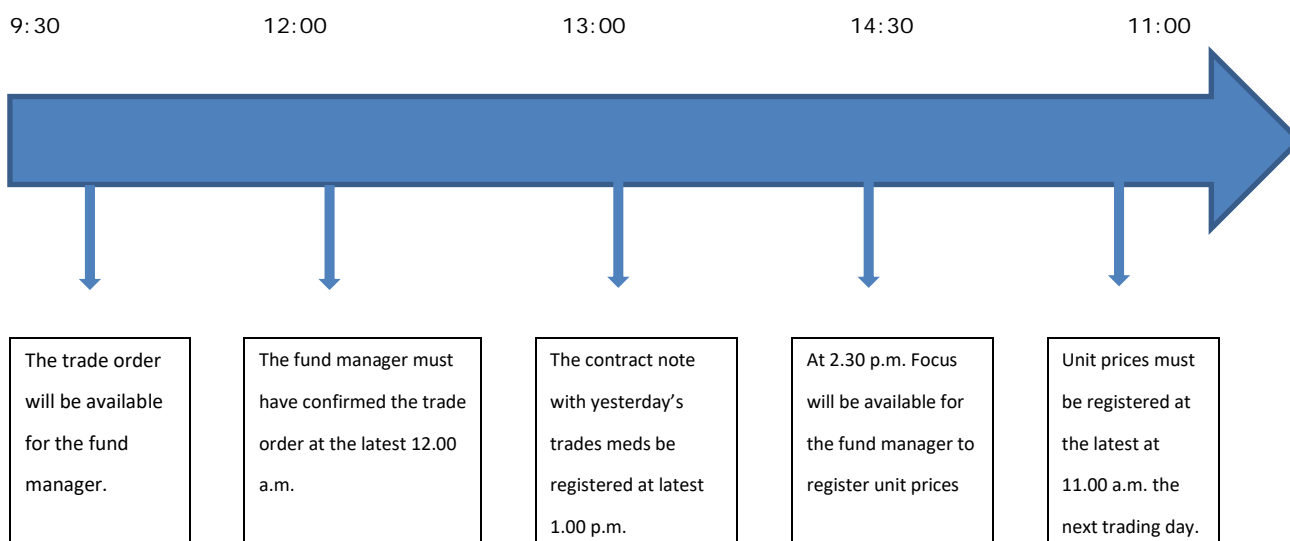 9:30
12:00
13:00
14:30
11:00
The trade order
will be available
for the fund
manager.
The fund manager must
have confirmed the trade
order at the latest 12.00
a.m.
The contract note
with yesterday’s
trades meds be
registered at latest
1.00 p.m.
At 2.30 p.m. Focus
will be available for
the fund manager to
register unit prices
Unit prices must
be registered at
the latest at
11.00 a.m. the
next trading day.